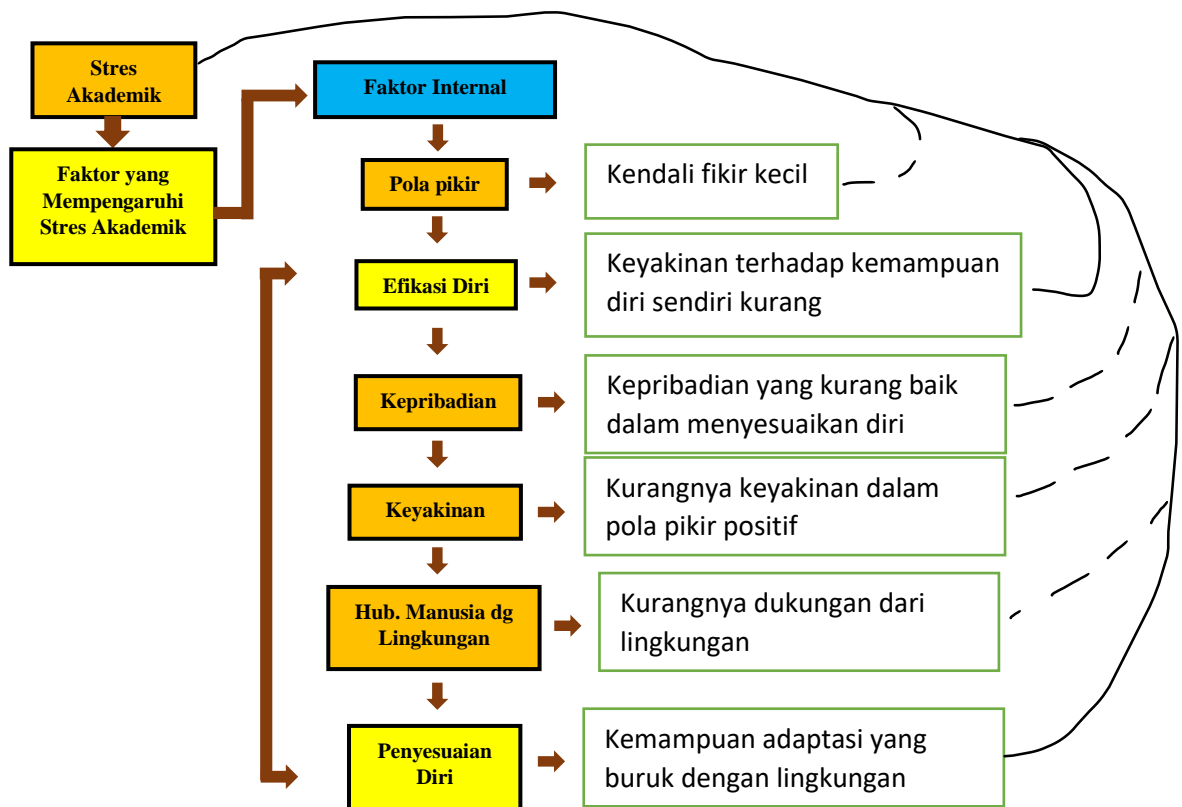 Stres
Akademik
Faktor yang
Mempengaruhi
Stres Akademik
Faktor Internal
Pola pikir
Kendali fikir kecil
Efikasi Diri
Keyakinan terhadap kemampuan
diri sendiri kurang
Kepribadian
Kepribadian yang kurang baik
dalam menyesuaikan diri
Keyakinan
Kurangnya keyakinan dalam
pola pikir positif
Hub. Manusia dg
Lingkungan
Kurangnya dukungan dari
lingkungan
Penyesuaian
Diri
Kemampuan adaptasi yang
buruk dengan lingkungan